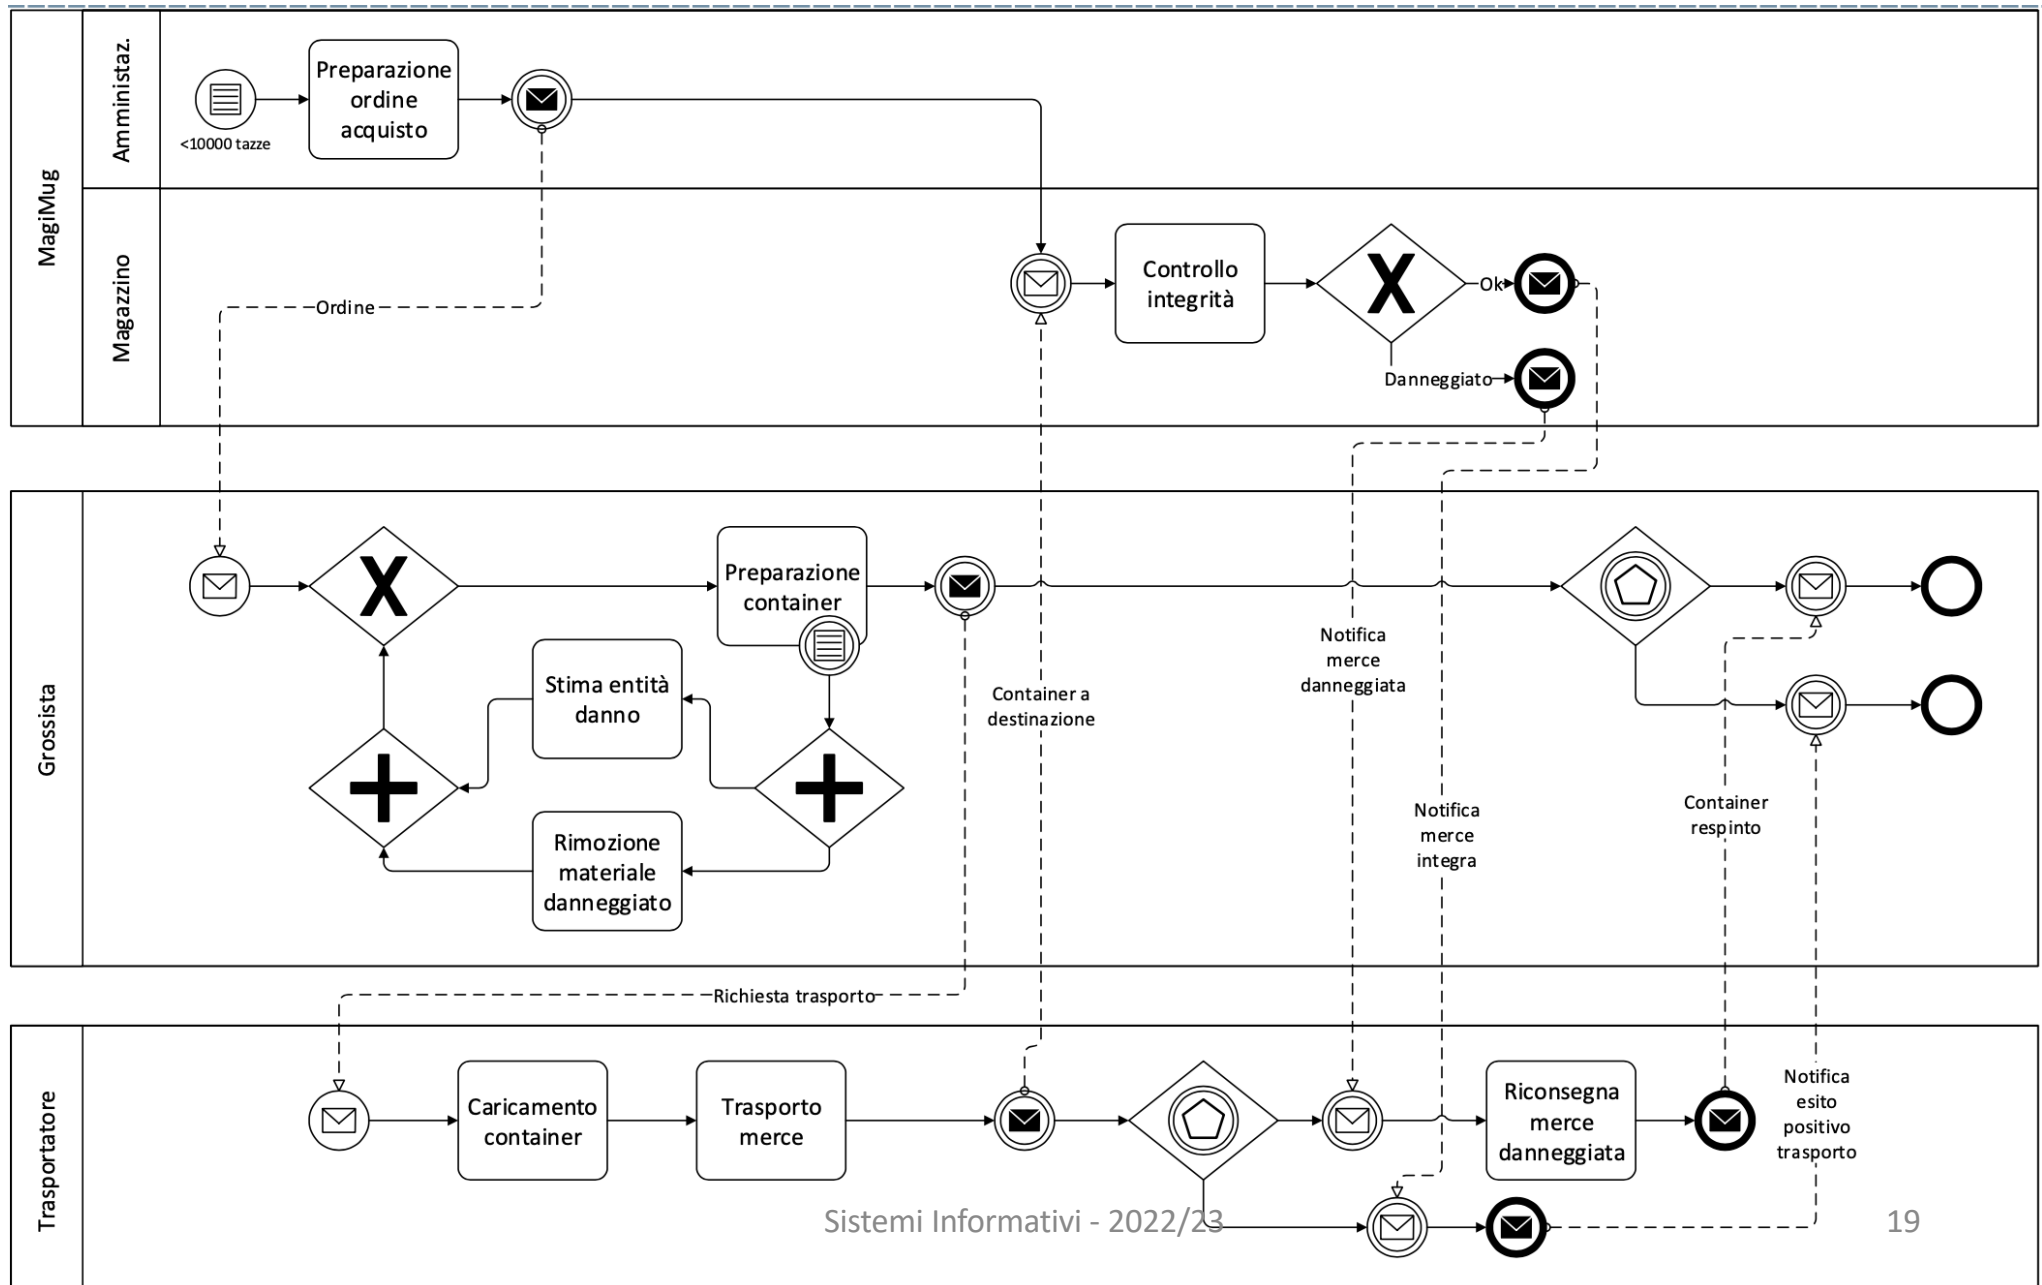 MagiMug
Amministaz.
<10000 tazze
Preparazione
ordine
acquisto
Magazzino
Ordine
Controllo
integrità
Ok
Danneggiato
Grossista
Preparazione
container
Stima entità
danno
Rimozione
materiale
danneggiato
Container a
destinazione
Notifica
merce
danneggiata
Notifica
merce
integra
Container
respinto
Richiesta trasporto
Trasportatore
Caricamento
container
Trasporto
merce
Riconsegna
merce
danneggiata
Notifica
esito
positivo
trasporto
Sistemi Informativi - 2022/23
19